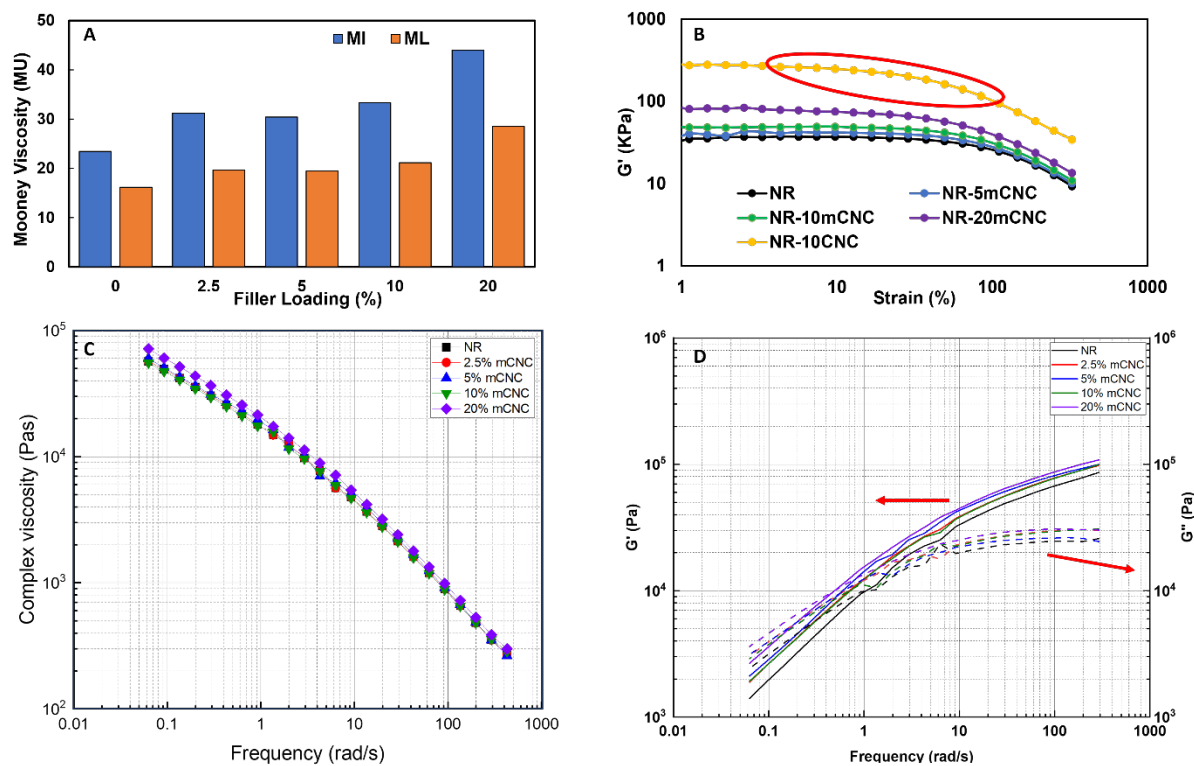 A
MI ML
Mooney Viscosity (MU)
50
40
30
20
10
0
0 2.5 5 10 20
Filler Loading (%)
B
G' (KPa)
1000
100
10
1
NR NR-5mCNC
NR-10mCNC NR-20mCNC
NR-10CNC
1 10 100 1000
Strain (%)
C
Complex viscosity (Pas)
10^5
10^4
10^3
10^2
NR
2.5% mCNC
5% mCNC
10% mCNC
20% mCNC
0.01 0.1 1 10 100 1000
Frequency (rad/s)
D
G' (Pa)
10^6
10^5
10^4
10^3
NR
2.5% mCNC
5% mCNC
10% mCNC
20% mCNC
10^6
10^5
10^4
10^3
G'' (Pa)
0.01 0.1 1 10 100 1000
Frequency (rad/s)